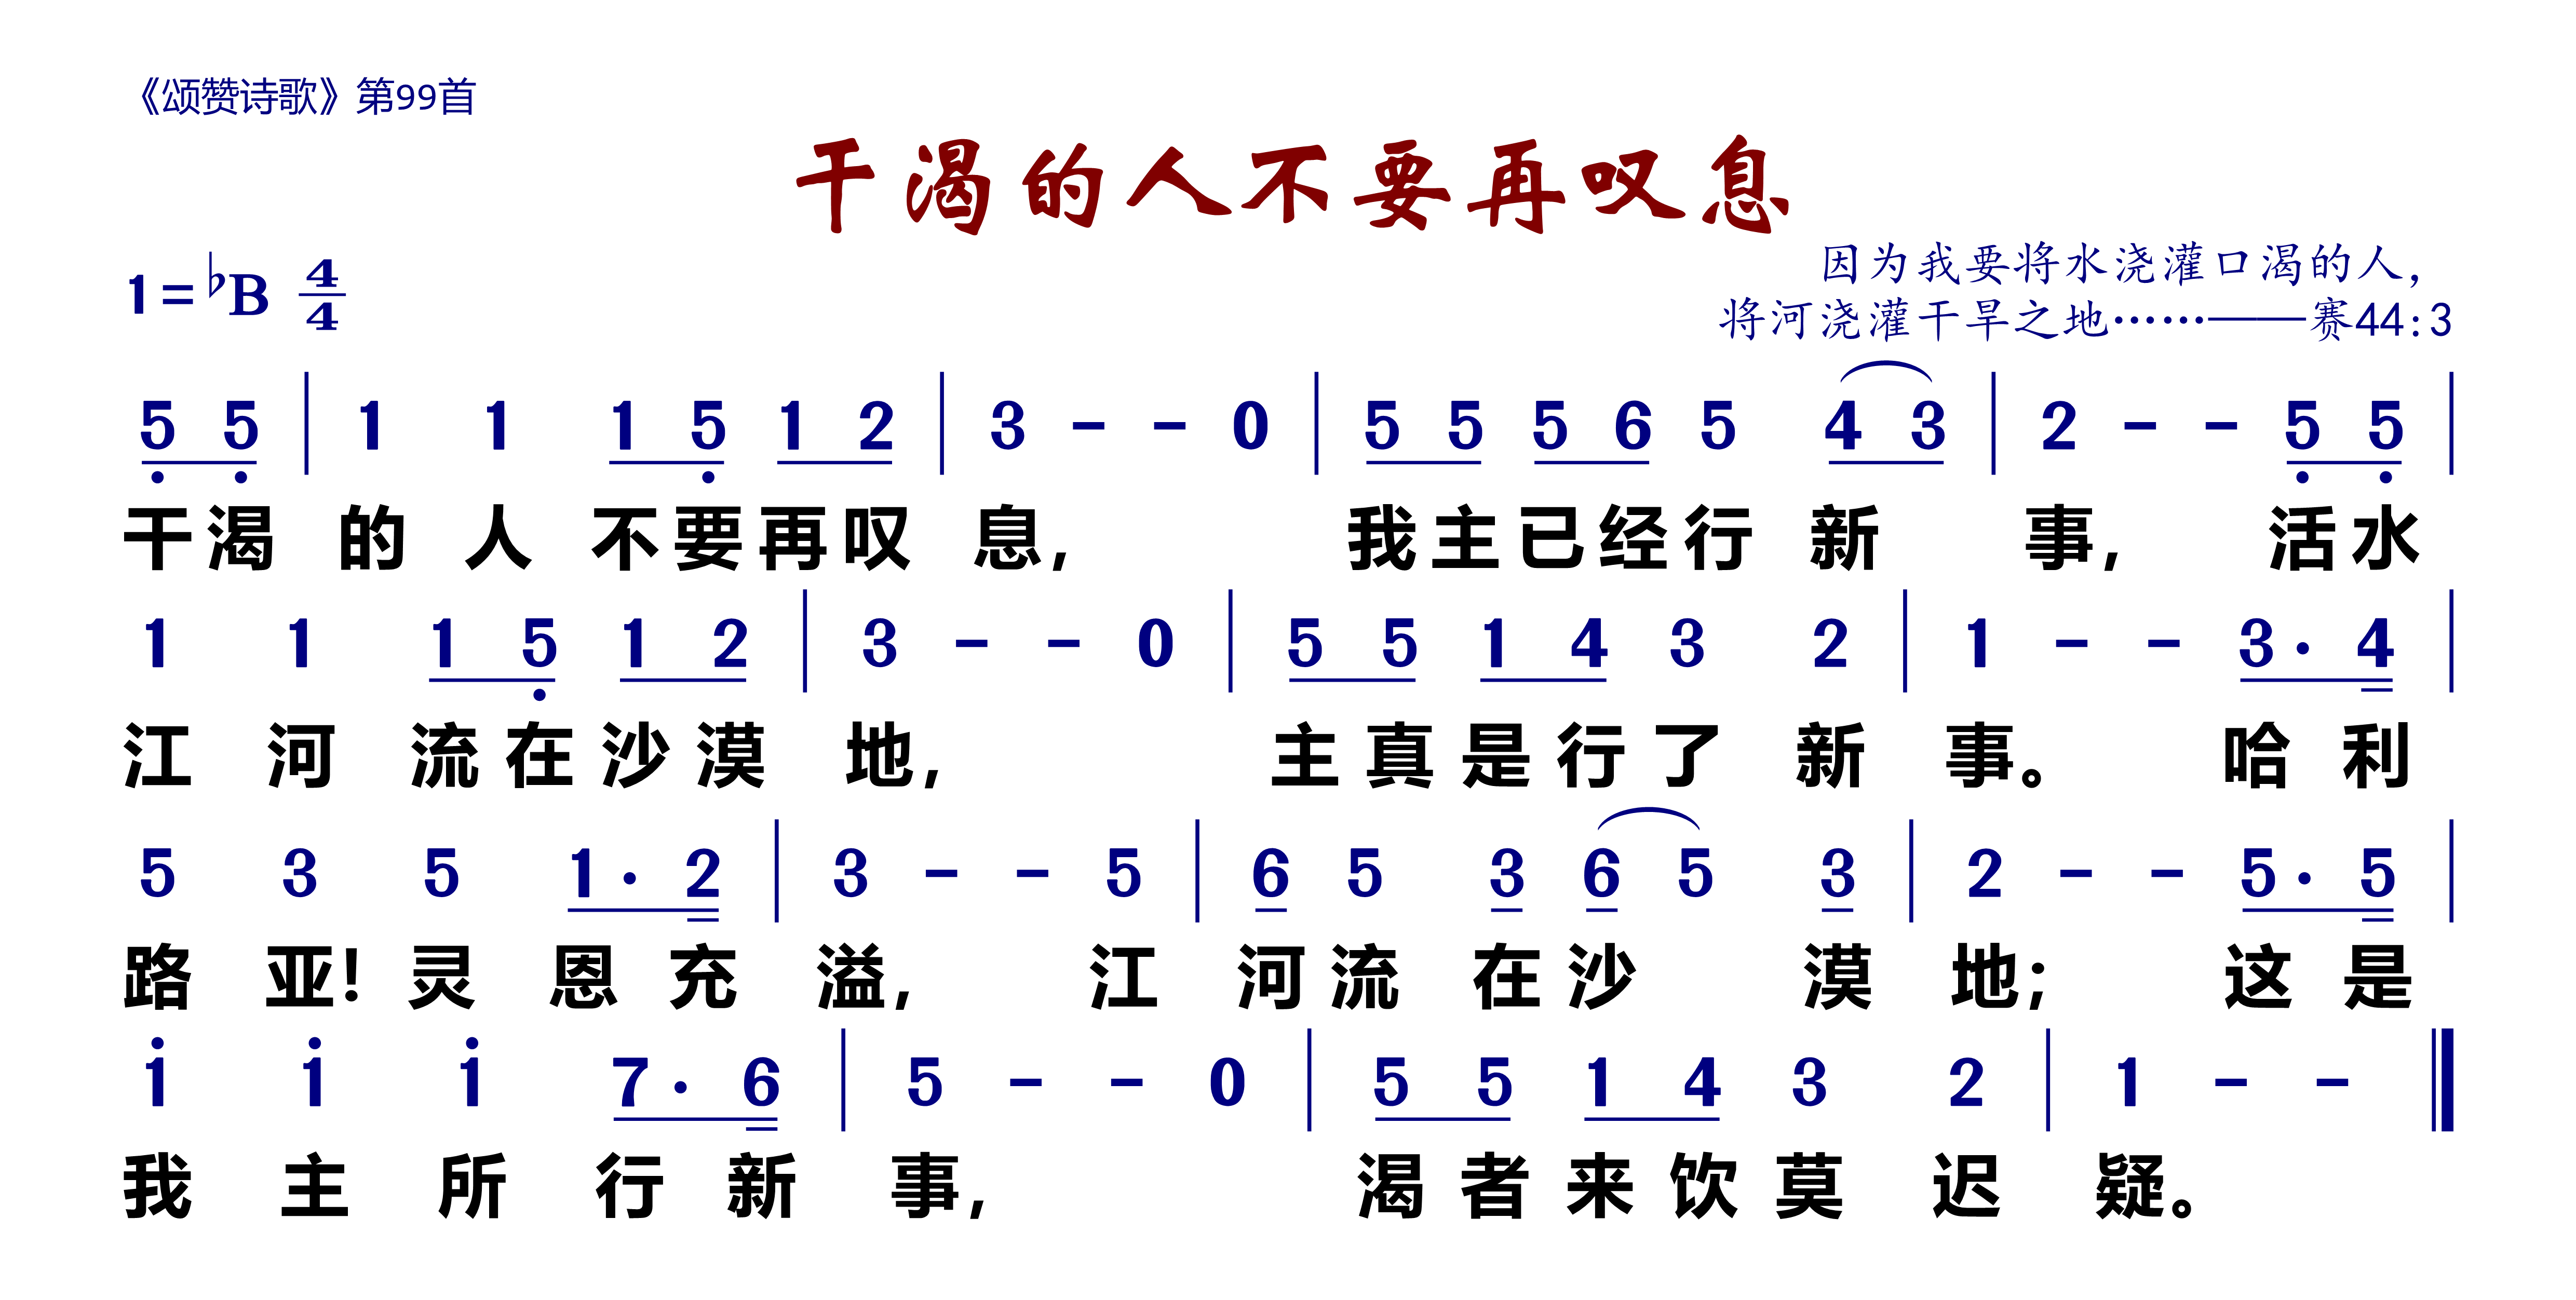 《颂赞诗歌》第99首
干渴的人不要再叹息
1=♭B 4/4
因为我要将水浇灌口渴的人，
将河浇灌干旱之地……——赛44:3
5̣ 5̣ | 1 1 1 5̣ 1 2 | 3 - - 0 | 5 5 5 6 5 4 3 | 2 - - 5̣ 5̣ |
干渴的人不要再叹息， 我主已经行新事， 活水
1 1 1 5̣ 1 2 | 3 - - 0 | 5 5 1 4 3 2 | 1 - - 3· 4 |
江河流在沙漠地， 主真是行了新事。 哈利
5 3 5 1· 2 | 3 - - 5 | 6 5 3 6 5 3 | 2 - - 5· 5 |
路亚！灵恩充溢， 江河流在沙漠地； 这是
1̇ 1̇ 1̇ 7· 6 | 5 - - 0 | 5 5 1 4 3 2 | 1 - - ‖
我主所行新事， 渴者来饮莫迟疑。